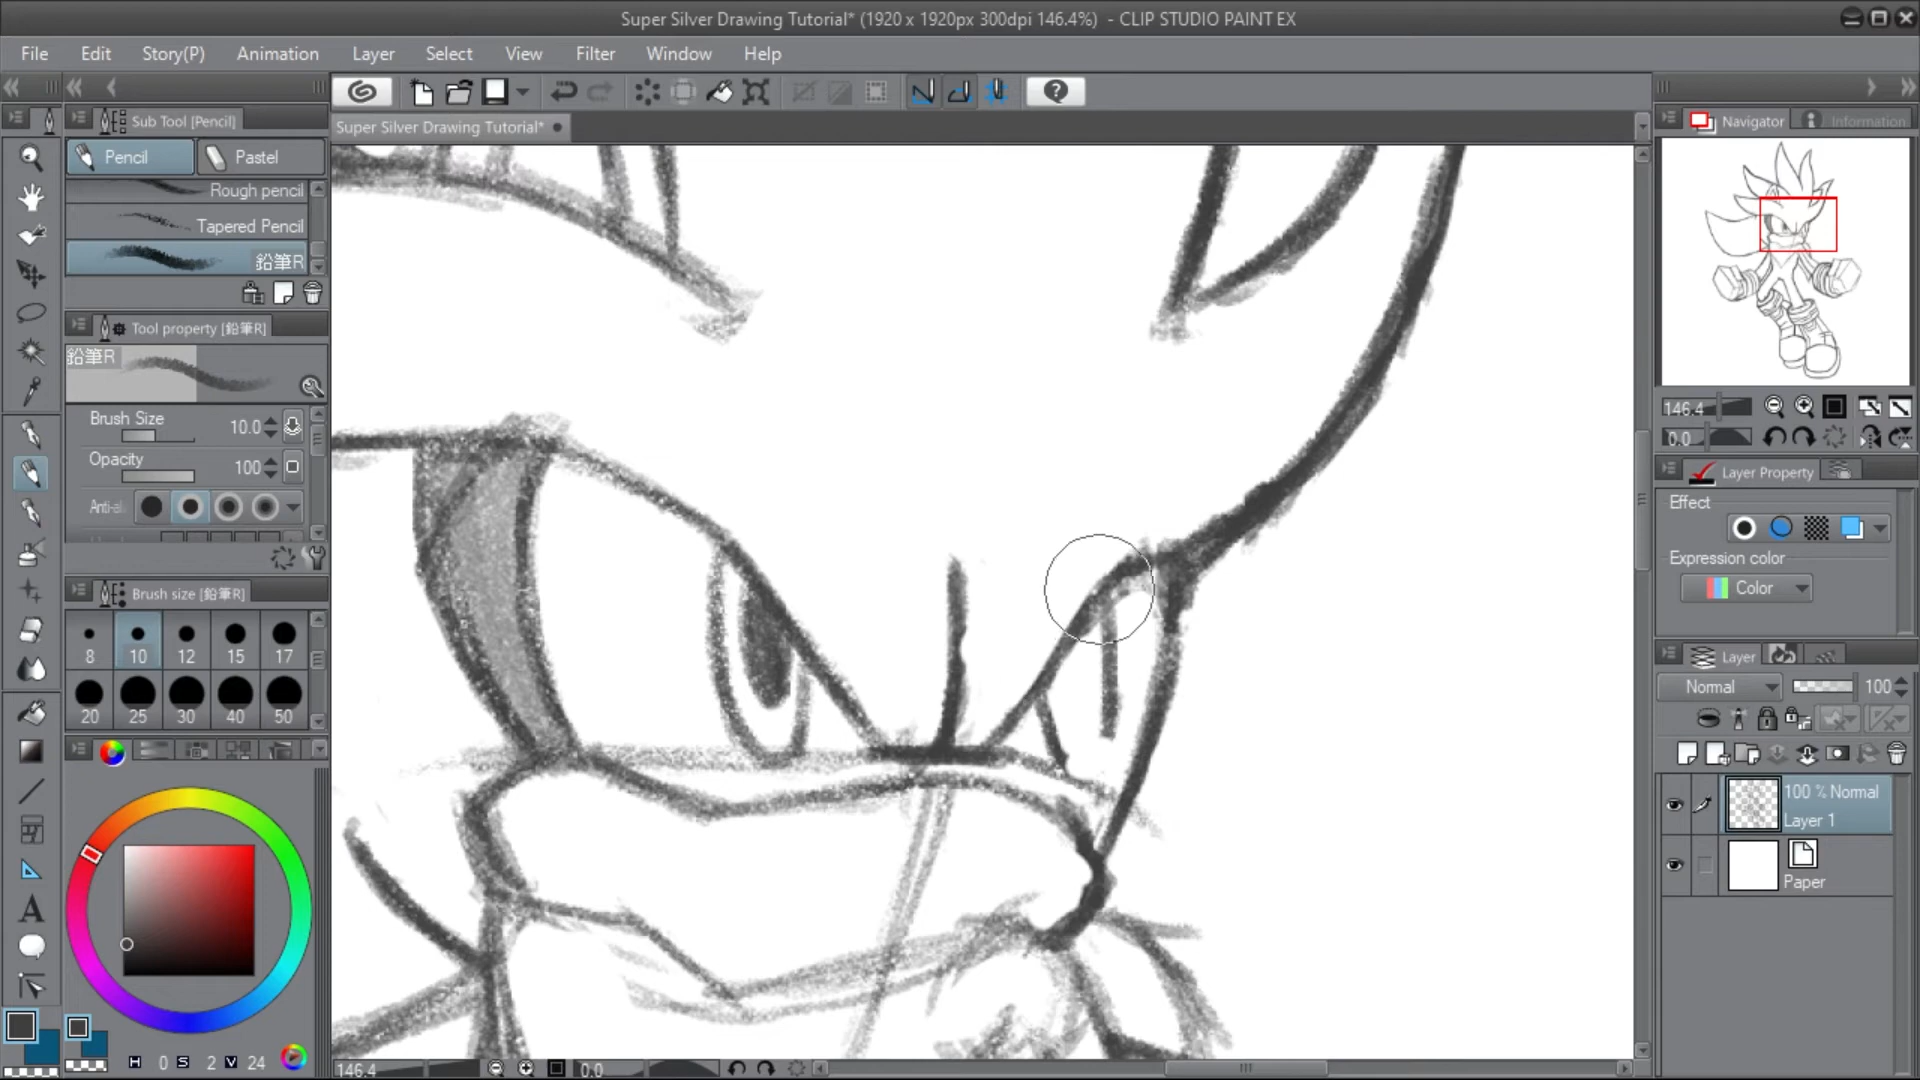 Super Silver Drawing Tutorial* (1920 x 1920px 300dpi 146.4%) - CLIP STUDIO PAINT EX
File Edit Story(P) Animation Layer Select View Filter Window Help
Sub Tool [Pencil]
Pencil Pastel
Rough pencil
Tapered Pencil
鉛筆R
Tool property [鉛筆R]
鉛筆R
Brush Size 10.0
Opacity 100
Anti-al
Brush size [鉛筆R]
8 10 12 15 17
20 25 30 40 50
H 0 S 2 V 24
Super Silver Drawing Tutorial*
146.4 0.0
Navigator Information
146.4
0.0
Layer Property
Effect
Expression color
Color
Layer
Normal 100
100 % Normal
Layer 1
Paper